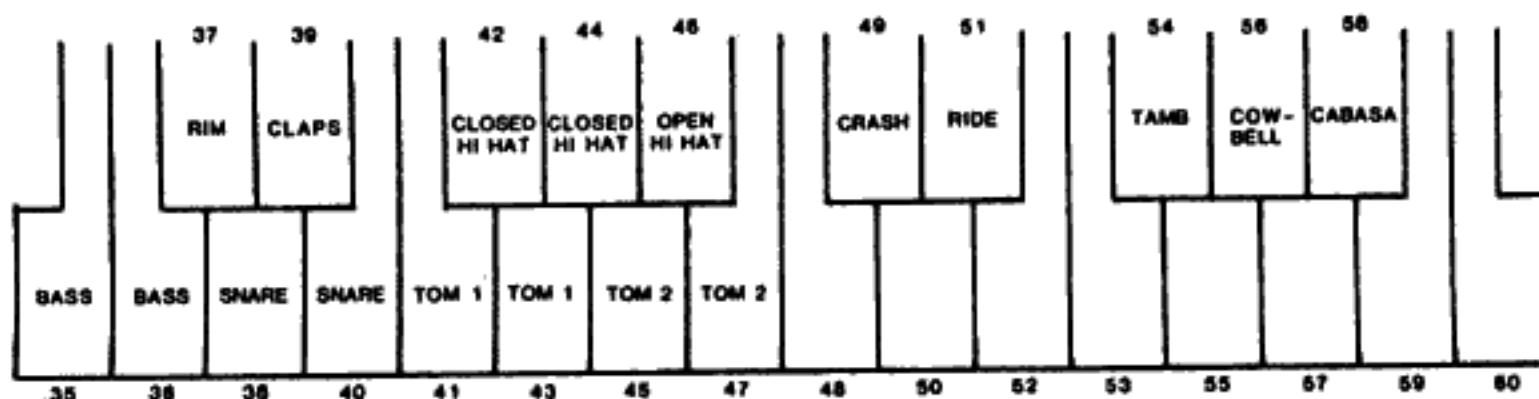 37 39 42 44 46 49 51 54 56 58
RIM CLAPS CLOSED HI HAT CLOSED HI HAT OPEN HI HAT CRASH RIDE TAMB COW-BELL CABASA
BASS BASS SNARE SNARE TOM 1 TOM 1 TOM 2 TOM 2
35 36 38 40 41 43 45 47 48 50 52 53 55 57 59 60